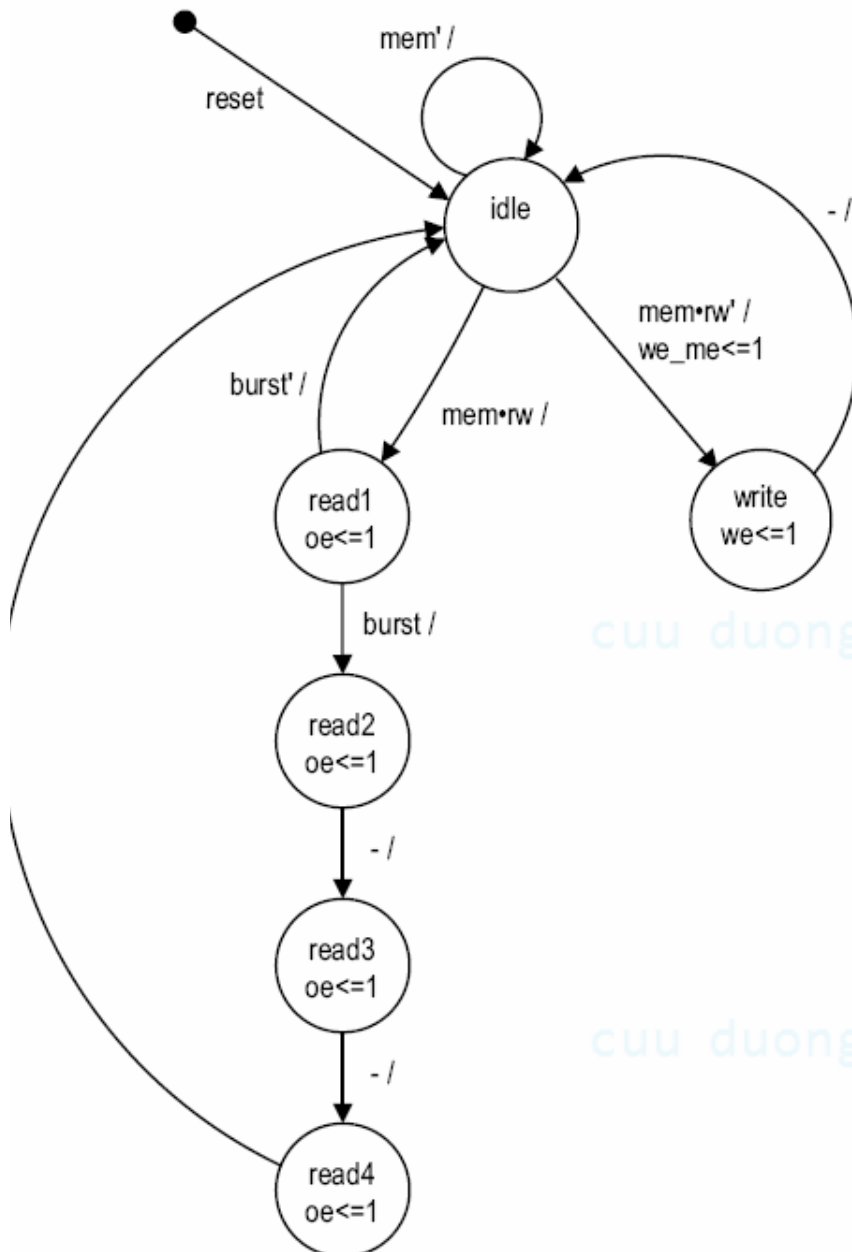 mem' /
reset
idle
- /
mem•rw' /
we_me<=1
burst' /
mem•rw /
read1
oe<=1
write
we<=1
burst /
cuu duong
read2
oe<=1
- /
read3
oe<=1
cuu duong
- /
read4
oe<=1